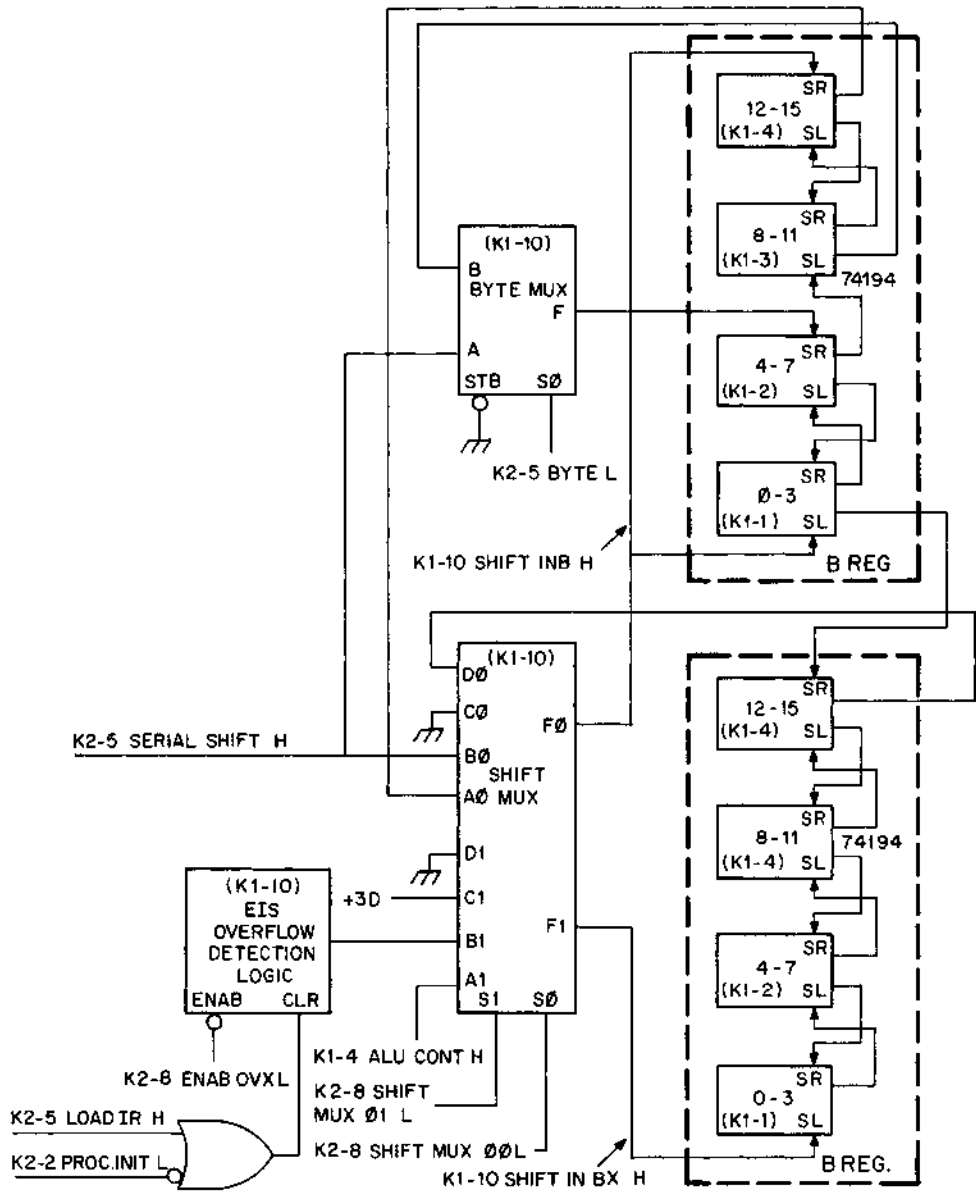 SR
12-15
(K1-4) SL
SR
8-11
(K1-3) SL
74194
SR
4-7
(K1-2) SL
SR
Ø-3
(K1-1) SL
B REG
(K1-10)
B
BYTE MUX
F
A
STB SØ
K2-5 BYTE L
K1-10 SHIFT INB H
(K1-10)
DØ
CØ
FØ
K2-5 SERIAL SHIFT H
BØ
SHIFT
MUX
AØ
D1
+3D
C1
F1
B1
A1
S1 SØ
(K1-10)
EIS
OVERFLOW
DETECTION
LOGIC
ENAB CLR
K1-4 ALU CONT H
K2-8 ENAB OVX L
K2-8 SHIFT
MUX Ø1 L
K2-5 LOAD IR H
K2-8 SHIFT MUX ØØL
K2-2 PROC.INIT L
K1-10 SHIFT IN BX H
SR
12-15
(K1-4) SL
SR
8-11
(K1-4) SL
74194
SR
4-7
(K1-2) SL
SR
0-3
(K1-1) SL
B REG.